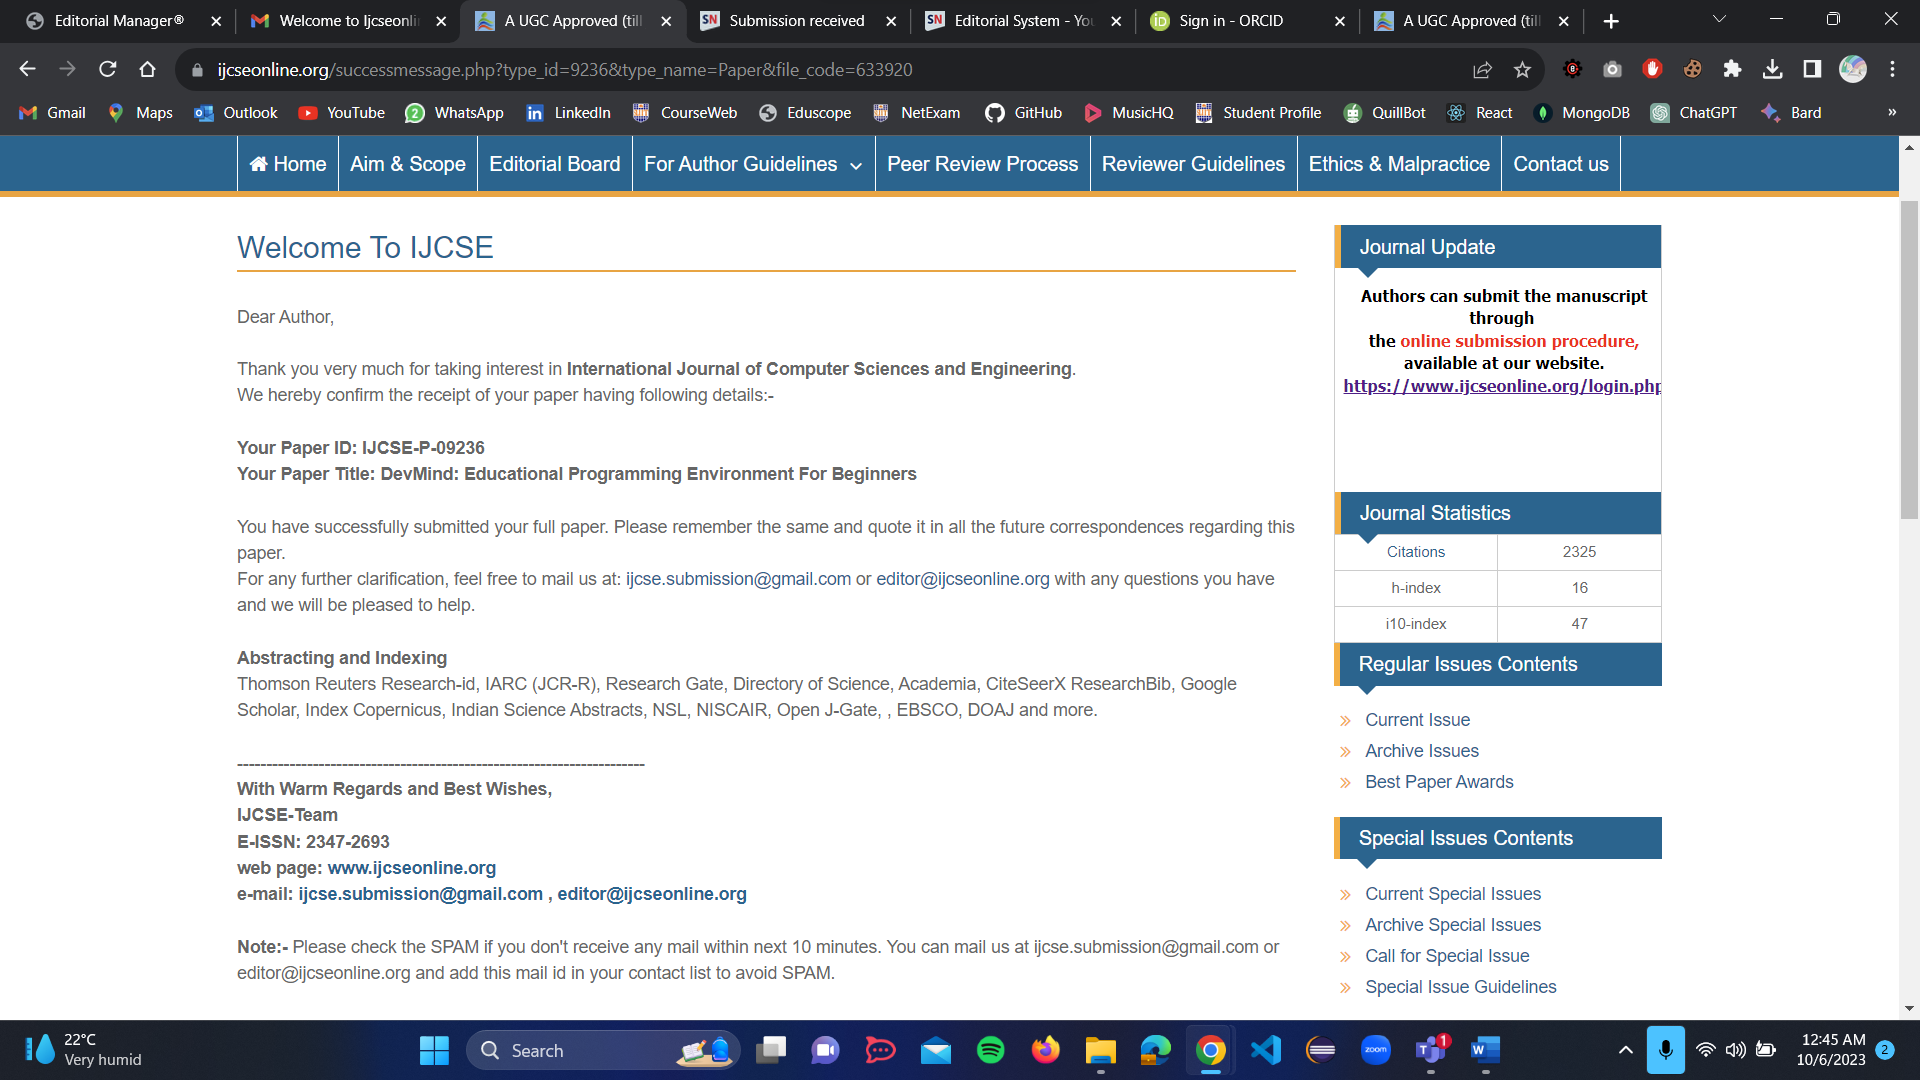 Editorial Manager®
Welcome to Ijcseonlin
A UGC Approved (till
Submission received
Editorial System - You
Sign in - ORCID
A UGC Approved (till
ijcseonline.org/successmessage.php?type_id=9236&type_name=Paper&file_code=633920
Gmail Maps Outlook YouTube WhatsApp LinkedIn CourseWeb Eduscope NetExam GitHub MusicHQ Student Profile QuillBot React MongoDB ChatGPT Bard »
Home Aim & Scope Editorial Board For Author Guidelines Peer Review Process Reviewer Guidelines Ethics & Malpractice Contact us
Welcome To IJCSE
Dear Author,
Thank you very much for taking interest in International Journal of Computer Sciences and Engineering.
We hereby confirm the receipt of your paper having following details:-
Your Paper ID: IJCSE-P-09236
Your Paper Title: DevMind: Educational Programming Environment For Beginners
You have successfully submitted your full paper. Please remember the same and quote it in all the future correspondences regarding this
paper.
For any further clarification, feel free to mail us at: ijcse.submission@gmail.com or editor@ijcseonline.org with any questions you have
and we will be pleased to help.
Abstracting and Indexing
Thomson Reuters Research-id, IARC (JCR-R), Research Gate, Directory of Science, Academia, CiteSeerX ResearchBib, Google
Scholar, Index Copernicus, Indian Science Abstracts, NSL, NISCAIR, Open J-Gate, , EBSCO, DOAJ and more.
----------------------------------------------------------------------
With Warm Regards and Best Wishes,
IJCSE-Team
E-ISSN: 2347-2693
web page: www.ijcseonline.org
e-mail: ijcse.submission@gmail.com , editor@ijcseonline.org
Note:- Please check the SPAM if you don't receive any mail within next 10 minutes. You can mail us at ijcse.submission@gmail.com or
editor@ijcseonline.org and add this mail id in your contact list to avoid SPAM.
Journal Update
Authors can submit the manuscript
through
the online submission procedure,
available at our website.
https://www.ijcseonline.org/login.php
Journal Statistics
Citations 2325
h-index 16
i10-index 47
Regular Issues Contents
» Current Issue
» Archive Issues
» Best Paper Awards
Special Issues Contents
» Current Special Issues
» Archive Special Issues
» Call for Special Issue
» Special Issue Guidelines
22°C
Very humid
Search
zoom
1
12:45 AM
10/6/2023
2